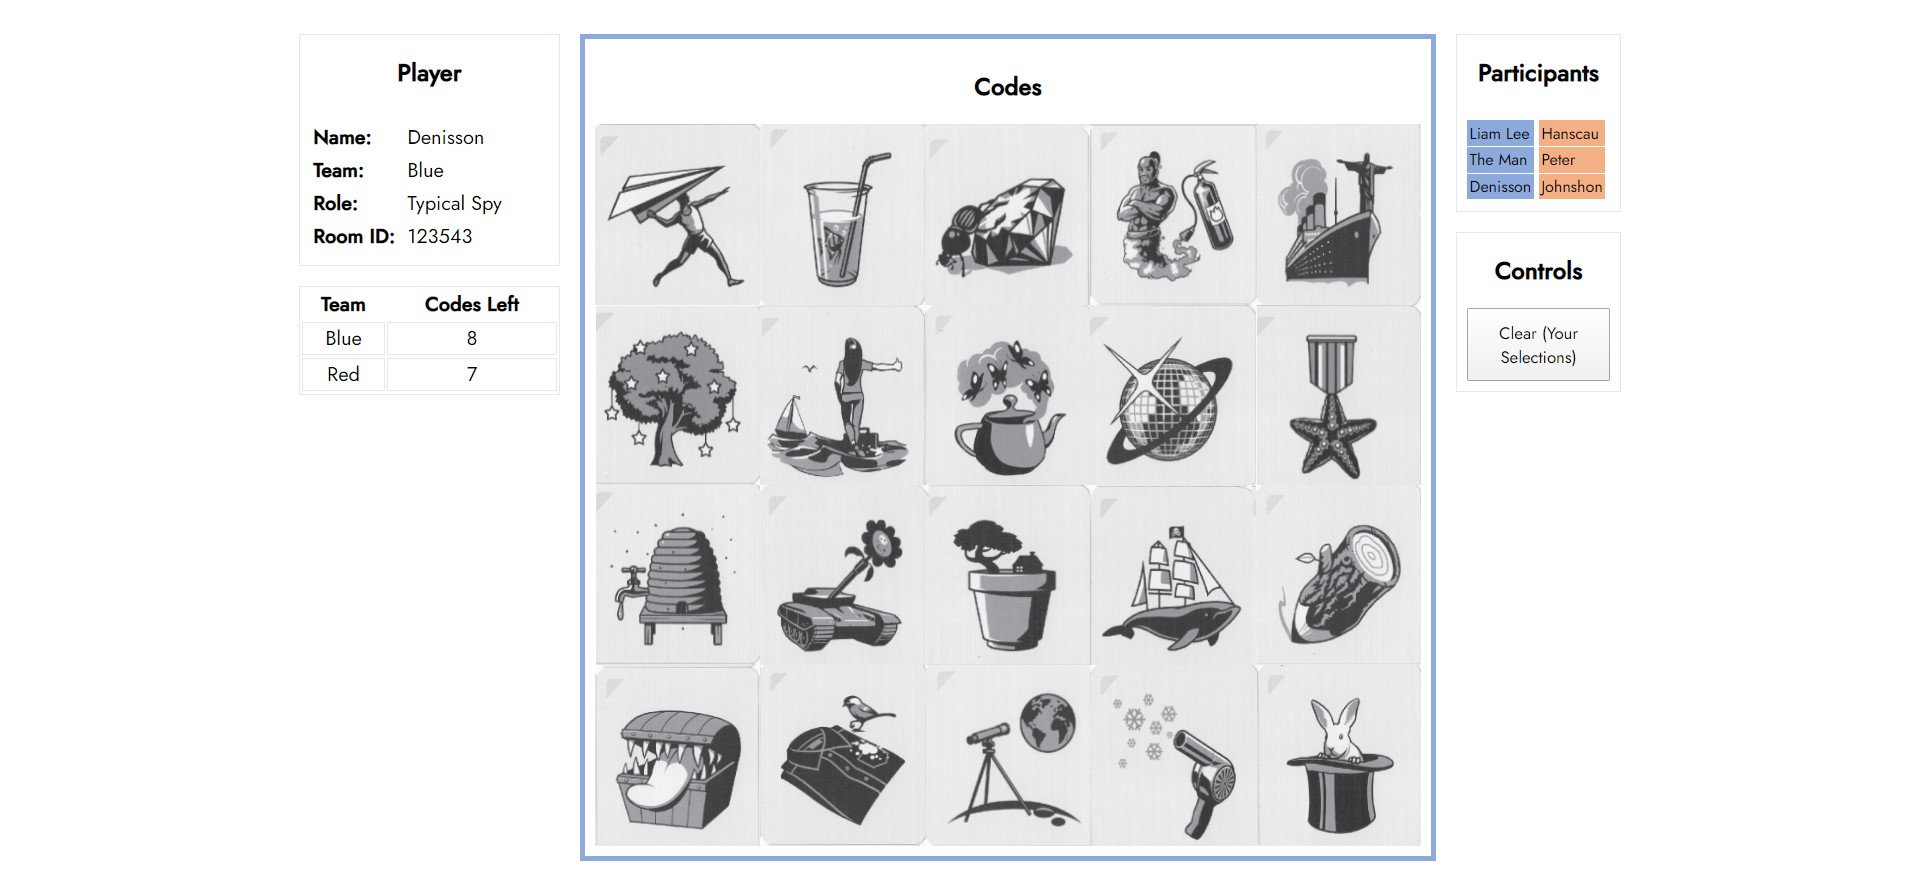 Player
Name: Denisson
Team: Blue
Role: Typical Spy
Room ID: 123543
Team Codes Left
Blue 8
Red 7
Codes
Participants
Liam Lee Hanscau
The Man Peter
Denisson Johnshon
Controls
Clear (Your
Selections)